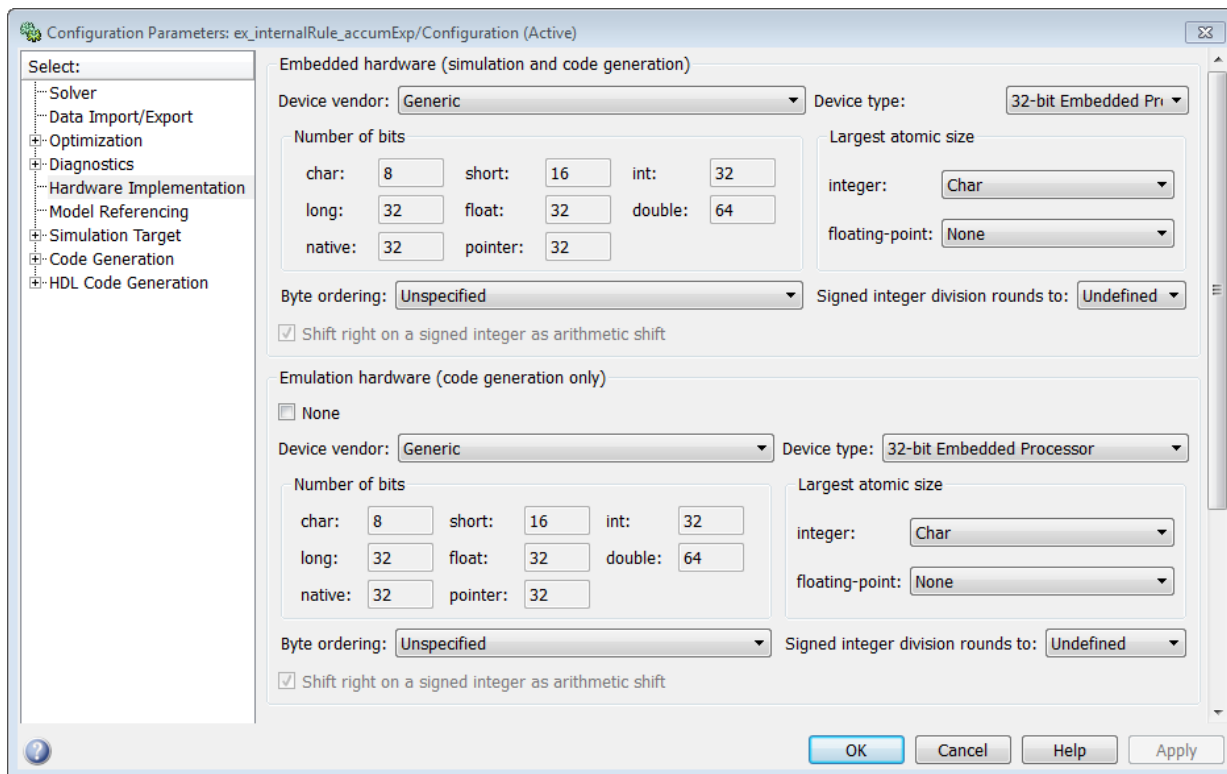 Configuration Parameters: ex_internalRule_accumExp/Configuration (Active)
Select:
Solver
Data Import/Export
Optimization
Diagnostics
Hardware Implementation
Model Referencing
Simulation Target
Code Generation
HDL Code Generation
Embedded hardware (simulation and code generation)
Device vendor: Generic Device type: 32-bit Embedded Pr
Number of bits Largest atomic size
char: 8 short: 16 int: 32
integer: Char
long: 32 float: 32 double: 64
floating-point: None
native: 32 pointer: 32
Byte ordering: Unspecified Signed integer division rounds to: Undefined
Shift right on a signed integer as arithmetic shift
Emulation hardware (code generation only)
None
Device vendor: Generic Device type: 32-bit Embedded Processor
Number of bits Largest atomic size
char: 8 short: 16 int: 32
integer: Char
long: 32 float: 32 double: 64
floating-point: None
native: 32 pointer: 32
Byte ordering: Unspecified Signed integer division rounds to: Undefined
Shift right on a signed integer as arithmetic shift
OK Cancel Help Apply